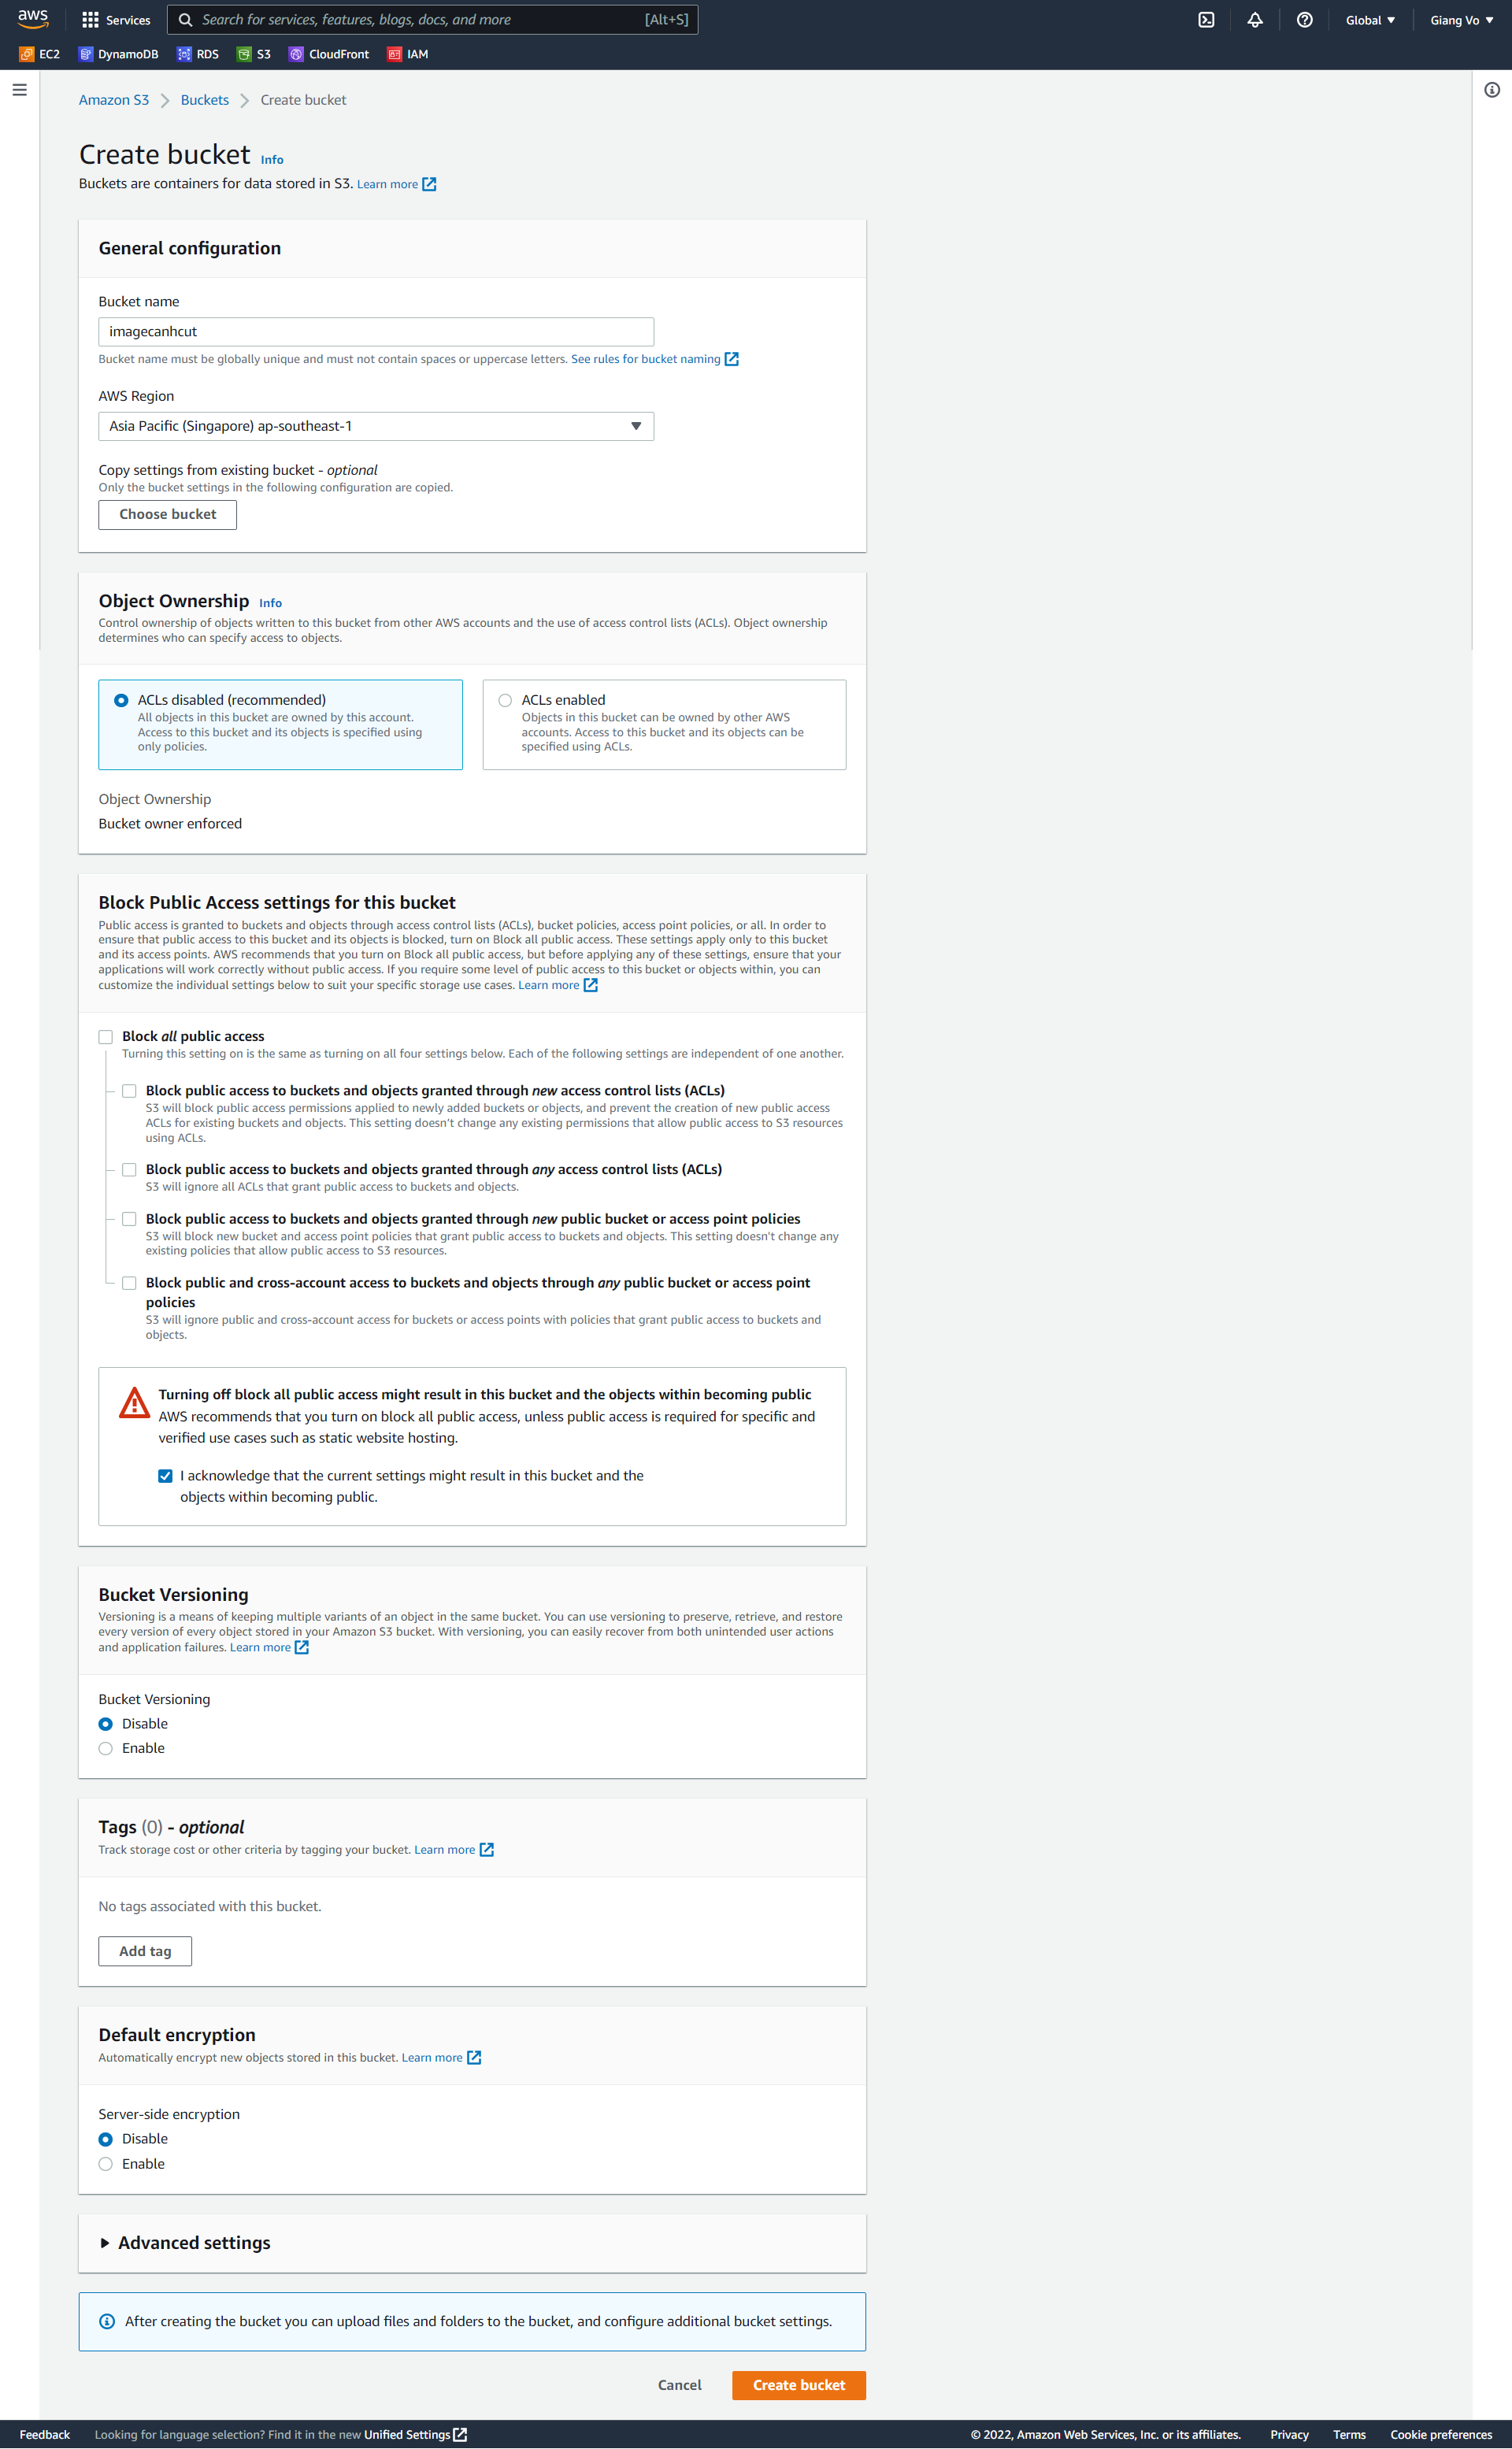 aws
Services
Search for services, features, blogs, docs, and more
[Alt+S]
Global ▼
Giang Vo ▼
EC2
DynamoDB
RDS
S3
CloudFront
IAM
Amazon S3
Buckets
Create bucket
Create bucket Info
Buckets are containers for data stored in S3. Learn more
General configuration
Bucket name
imagecanhcut
Bucket name must be globally unique and must not contain spaces or uppercase letters. See rules for bucket naming
AWS Region
Asia Pacific (Singapore) ap-southeast-1
Copy settings from existing bucket - optional
Only the bucket settings in the following configuration are copied.
Choose bucket
Object Ownership Info
Control ownership of objects written to this bucket from other AWS accounts and the use of access control lists (ACLs). Object ownership
determines who can specify access to objects.
ACLs disabled (recommended)
All objects in this bucket are owned by this account.
Access to this bucket and its objects is specified using
only policies.
ACLs enabled
Objects in this bucket can be owned by other AWS
accounts. Access to this bucket and its objects can be
specified using ACLs.
Object Ownership
Bucket owner enforced
Block Public Access settings for this bucket
Public access is granted to buckets and objects through access control lists (ACLs), bucket policies, access point policies, or all. In order to
ensure that public access to this bucket and its objects is blocked, turn on Block all public access. These settings apply only to this bucket
and its access points. AWS recommends that you turn on Block all public access, but before applying any of these settings, ensure that your
applications will work correctly without public access. If you require some level of public access to this bucket or objects within, you can
customize the individual settings below to suit your specific storage use cases. Learn more
Block all public access
Turning this setting on is the same as turning on all four settings below. Each of the following settings are independent of one another.
Block public access to buckets and objects granted through new access control lists (ACLs)
S3 will block public access permissions applied to newly added buckets or objects, and prevent the creation of new public access
ACLs for existing buckets and objects. This setting doesn't change any existing permissions that allow public access to S3 resources
using ACLs.
Block public access to buckets and objects granted through any access control lists (ACLs)
S3 will ignore all ACLs that grant public access to buckets and objects.
Block public access to buckets and objects granted through new public bucket or access point policies
S3 will block new bucket and access point policies that grant public access to buckets and objects. This setting doesn't change any
existing policies that allow public access to S3 resources.
Block public and cross-account access to buckets and objects through any public bucket or access point
policies
S3 will ignore public and cross-account access for buckets or access points with policies that grant public access to buckets and
objects.
Turning off block all public access might result in this bucket and the objects within becoming public
AWS recommends that you turn on block all public access, unless public access is required for specific and
verified use cases such as static website hosting.
I acknowledge that the current settings might result in this bucket and the
objects within becoming public.
Bucket Versioning
Versioning is a means of keeping multiple variants of an object in the same bucket. You can use versioning to preserve, retrieve, and restore
every version of every object stored in your Amazon S3 bucket. With versioning, you can easily recover from both unintended user actions
and application failures. Learn more
Bucket Versioning
Disable
Enable
Tags (0) - optional
Track storage cost or other criteria by tagging your bucket. Learn more
No tags associated with this bucket.
Add tag
Default encryption
Automatically encrypt new objects stored in this bucket. Learn more
Server-side encryption
Disable
Enable
Advanced settings
After creating the bucket you can upload files and folders to the bucket, and configure additional bucket settings.
Cancel
Create bucket
Feedback
Looking for language selection? Find it in the new Unified Settings
© 2022, Amazon Web Services, Inc. or its affiliates.
Privacy
Terms
Cookie preferences